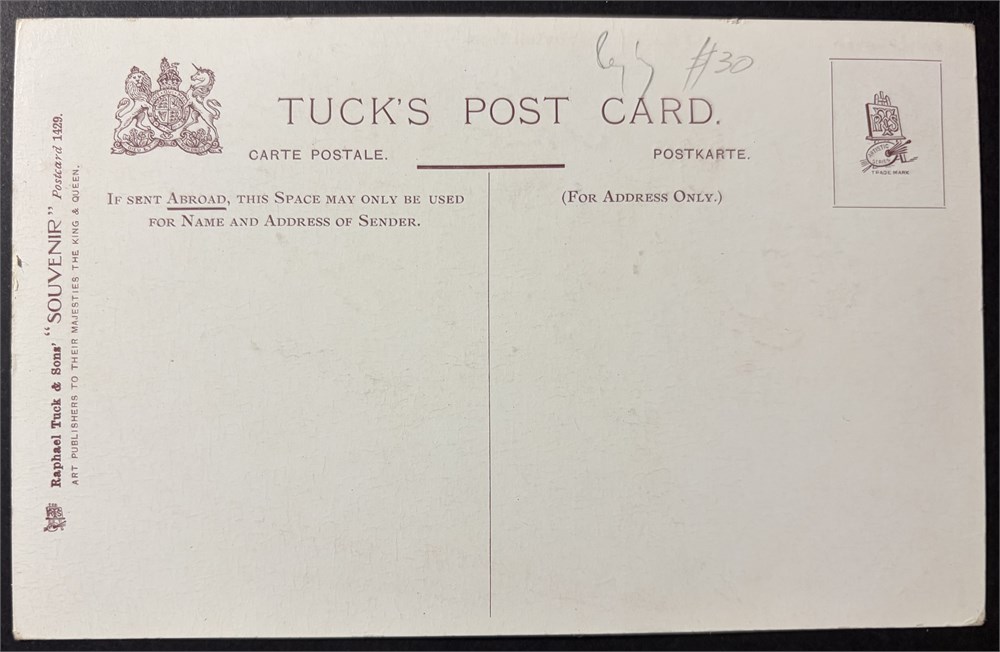 #30
TUCK'S POST CARD.
CARTE POSTALE.
POSTKARTE.
IF SENT ABROAD, THIS SPACE MAY ONLY BE USED
FOR NAME AND ADDRESS OF SENDER.
(FOR ADDRESS ONLY.)
ARTISTIC SERIES
TRADE MARK
Raphael Tuck & Sons' "SOUVENIR" Postcard 1429.
ART PUBLISHERS TO THEIR MAJESTIES THE KING & QUEEN.